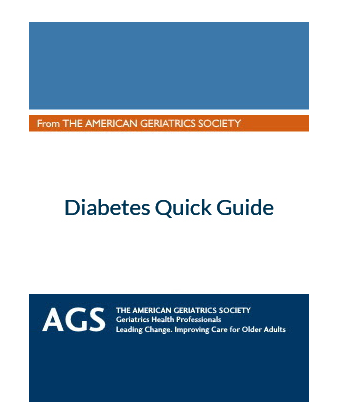 From THE AMERICAN GERIATRICS SOCIETY
Diabetes Quick Guide
AGS
THE AMERICAN GERIATRICS SOCIETY
Geriatrics Health Professionals
Leading Change. Improving Care for Older Adults